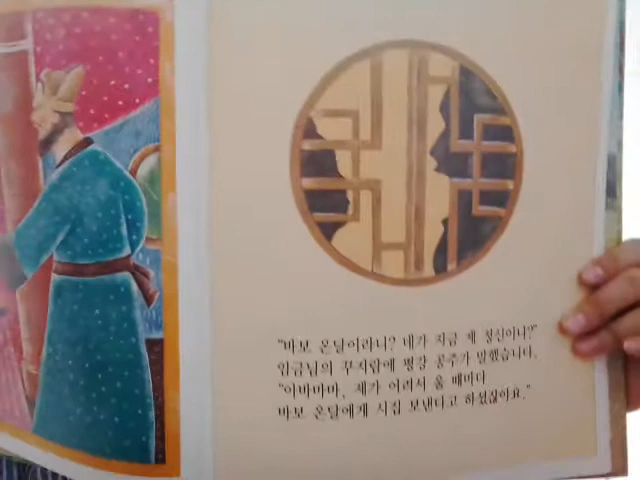 "바보 온달이라니? 네가 지금 제 정신이냐?"
임금님의 꾸지람에 평강 공주가 말했습니다.
"아바마마, 제가 어려서 울 때마다
바보 온달에게 시집 보낸다고 하셨잖아요."